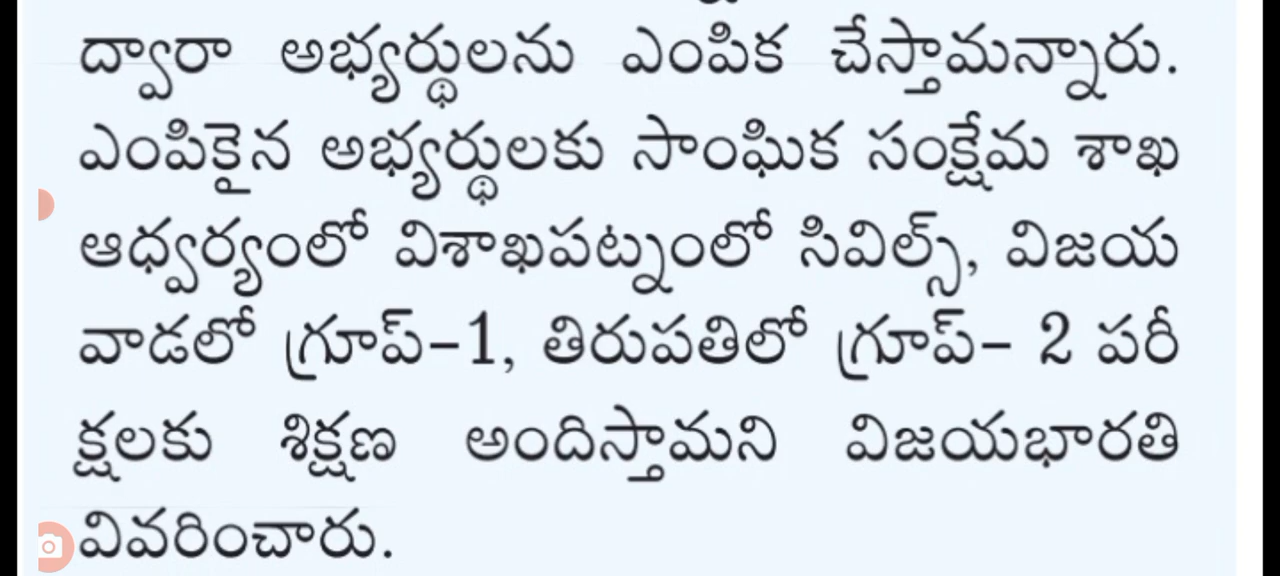 ద్వారా అభ్యర్థులను ఎంపిక చేస్తామన్నారు.
ఎంపికైన అభ్యర్థులకు సాంఘిక సంక్షేమ శాఖ
ఆధ్వర్యంలో విశాఖపట్నంలో సివిల్స్, విజయ
వాడలో గ్రూప్-1, తిరుపతిలో గ్రూప్- 2 పరీ
క్షలకు శిక్షణ అందిస్తామని విజయభారతి
వివరించారు.